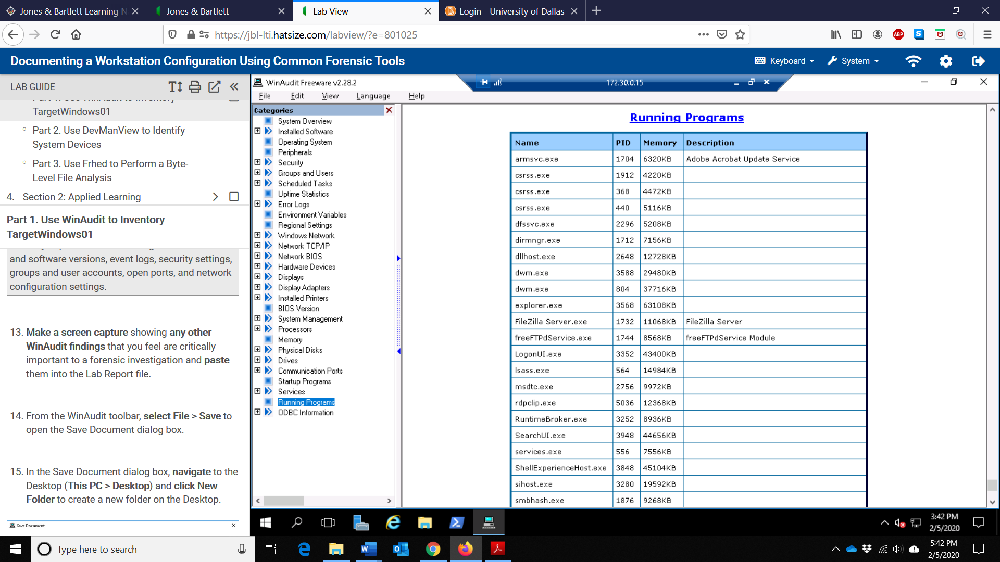 Jones & Bartlett Learning N
Jones & Bartlett
Lab View
Login - University of Dallas
https://jbl-lti.hatsize.com/labview/?e=801025
ABP
S
Documenting a Workstation Configuration Using Common Forensic Tools
Keyboard
System
LAB GUIDE
Part 1. Use WinAudit to Inventory
TargetWindows01
Part 2. Use DevManView to Identify
System Devices
Part 3. Use Frhed to Perform a Byte-
Level File Analysis
4. Section 2: Applied Learning
Part 1. Use WinAudit to Inventory
TargetWindows01
and software versions, event logs, security settings,
groups and user accounts, open ports, and network
configuration settings.
13. Make a screen capture showing any other
WinAudit findings that you feel are critically
important to a forensic investigation and paste
them into the Lab Report file.
14. From the WinAudit toolbar, select File > Save to
open the Save Document dialog box.
15. In the Save Document dialog box, navigate to the
Desktop (This PC > Desktop) and click New
Folder to create a new folder on the Desktop.
Save Document
WinAudit Freeware v2.28.2
172.30.0.15
File Edit View Language Help
Categories
System Overview
Installed Software
Operating System
Peripherals
Security
Groups and Users
Scheduled Tasks
Uptime Statistics
Error Logs
Environment Variables
Regional Settings
Windows Network
Network TCP/IP
Network BIOS
Hardware Devices
Displays
Display Adapters
Installed Printers
BIOS Version
System Management
Processors
Memory
Physical Disks
Drives
Communication Ports
Startup Programs
Services
Running Programs
ODBC Information
Running Programs
Name PID Memory Description
armsvc.exe 1704 6320KB Adobe Acrobat Update Service
csrss.exe 1912 4220KB
csrss.exe 368 4472KB
csrss.exe 440 5116KB
dfssvc.exe 2296 5208KB
dirmngr.exe 1712 7156KB
dllhost.exe 2648 12728KB
dwm.exe 3588 29480KB
dwm.exe 804 37716KB
explorer.exe 3568 63108KB
FileZilla Server.exe 1732 11068KB FileZilla Server
freeFTPdService.exe 1744 8568KB freeFTPdService Module
LogonUI.exe 3352 43400KB
lsass.exe 564 14984KB
msdtc.exe 2756 9972KB
rdpclip.exe 5036 12368KB
RuntimeBroker.exe 3252 8936KB
SearchUI.exe 3948 44656KB
services.exe 556 7556KB
ShellExperienceHost.exe 3848 45104KB
sihost.exe 3280 19592KB
smbhash.exe 1876 9268KB
3:42 PM
2/5/2020
Type here to search
5:42 PM
2/5/2020